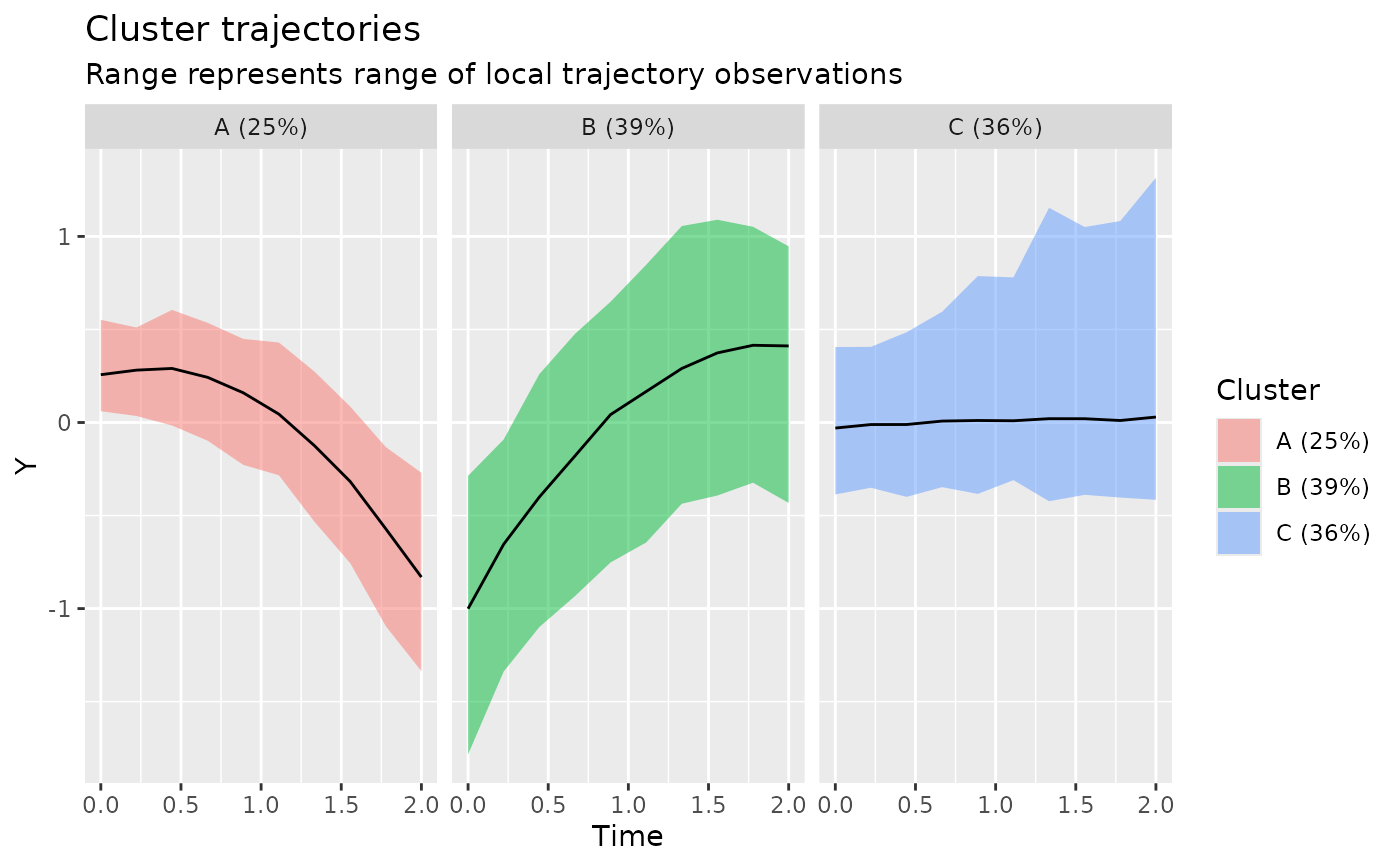 Cluster trajectories
Range represents range of local trajectory observations
A (25%) B (39%) C (36%)
1
0
-1
Y
0.0 0.5 1.0 1.5 2.0 0.0 0.5 1.0 1.5 2.0 0.0 0.5 1.0 1.5 2.0
Time
Cluster
A (25%)
B (39%)
C (36%)